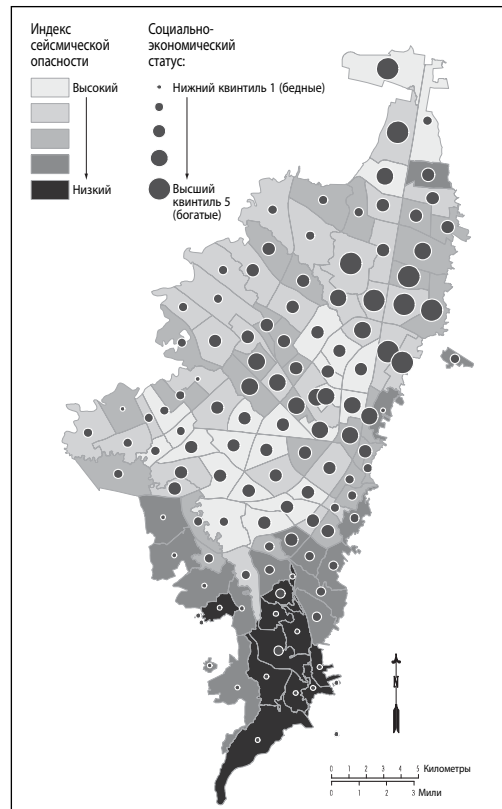 Индекс
сейсмической
опасности
Высокий
Низкий
Социально-
экономический
статус:
Нижний квинтиль 1 (бедные)
Высший
квинтиль 5
(богатые)
N
0 1 2 3 4 5 Километры
0 1 2 3 Мили